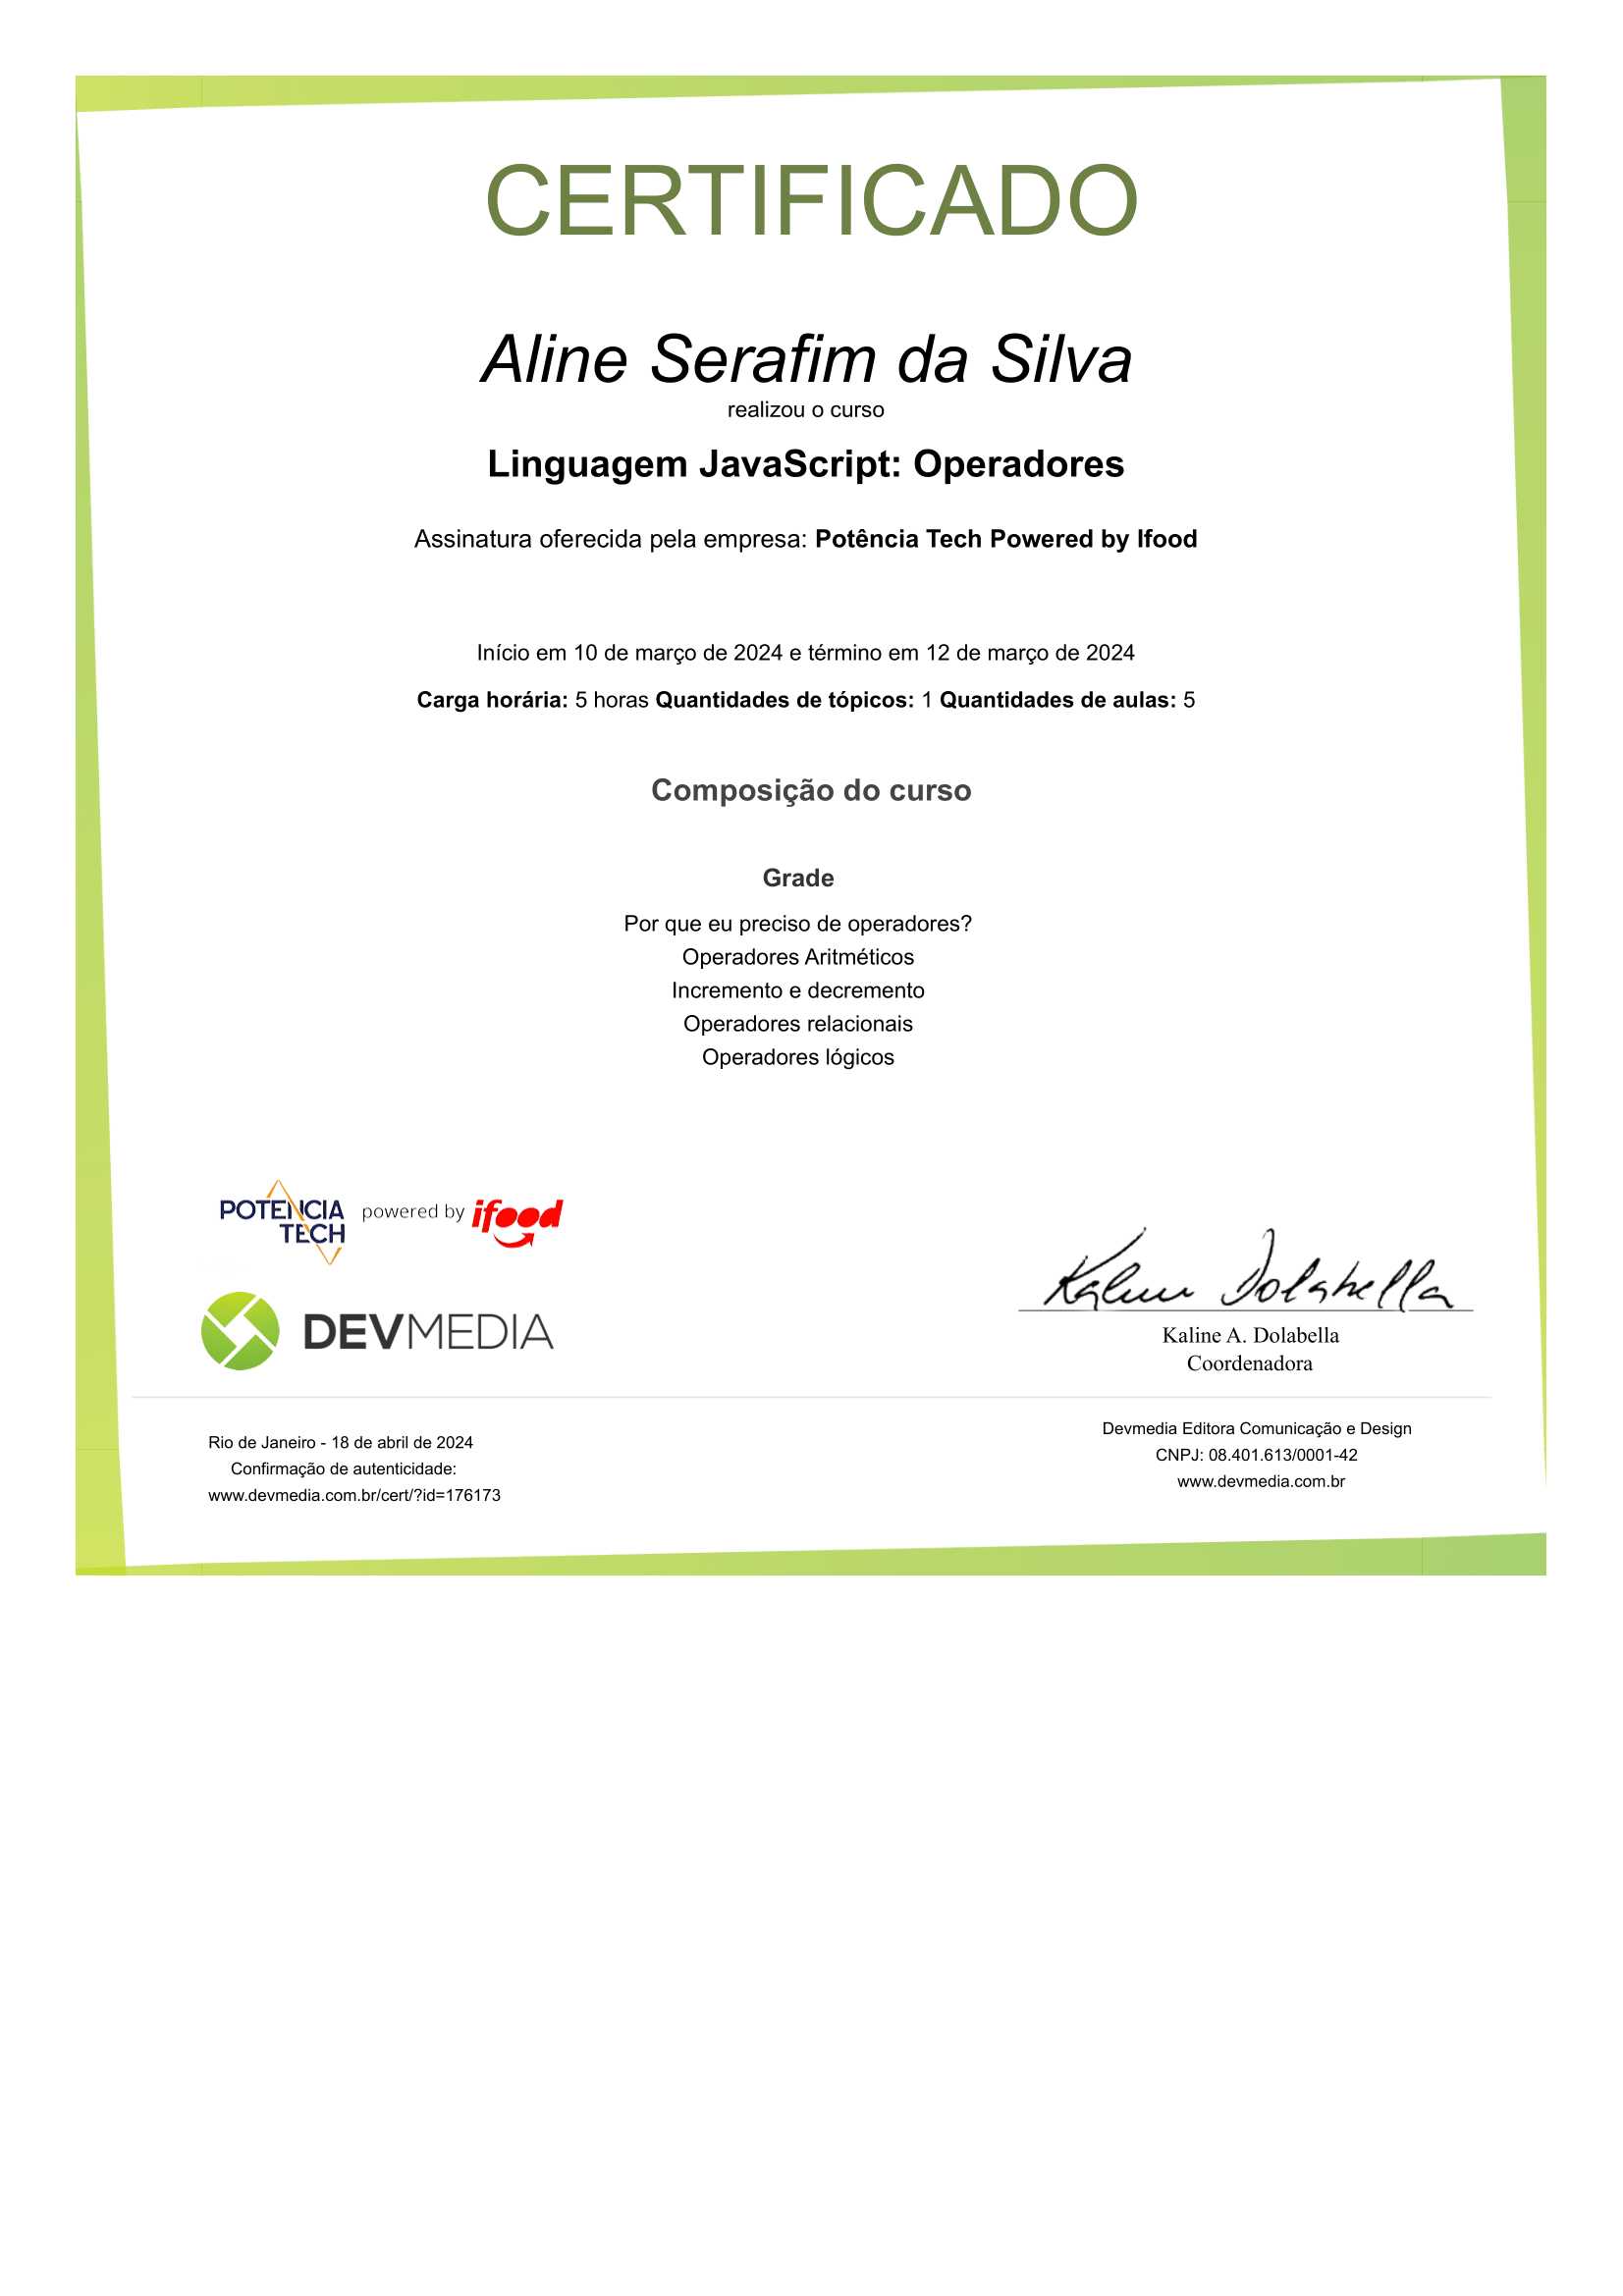 CERTIFICADO
Aline Serafim da Silva
realizou o curso
Linguagem JavaScript: Operadores
Assinatura oferecida pela empresa: Potência Tech Powered by Ifood
Início em 10 de março de 2024 e término em 12 de março de 2024
Carga horária: 5 horas Quantidades de tópicos: 1 Quantidades de aulas: 5
Composição do curso
Grade
Por que eu preciso de operadores?
Operadores Aritméticos
Incremento e decremento
Operadores relacionais
Operadores lógicos
POTÊNCIA TECH powered by ifood
DEVMEDIA
Kaline Dolabella
Kaline A. Dolabella
Coordenadora
Rio de Janeiro - 18 de abril de 2024
Confirmação de autenticidade:
www.devmedia.com.br/cert/?id=176173
Devmedia Editora Comunicação e Design
CNPJ: 08.401.613/0001-42
www.devmedia.com.br